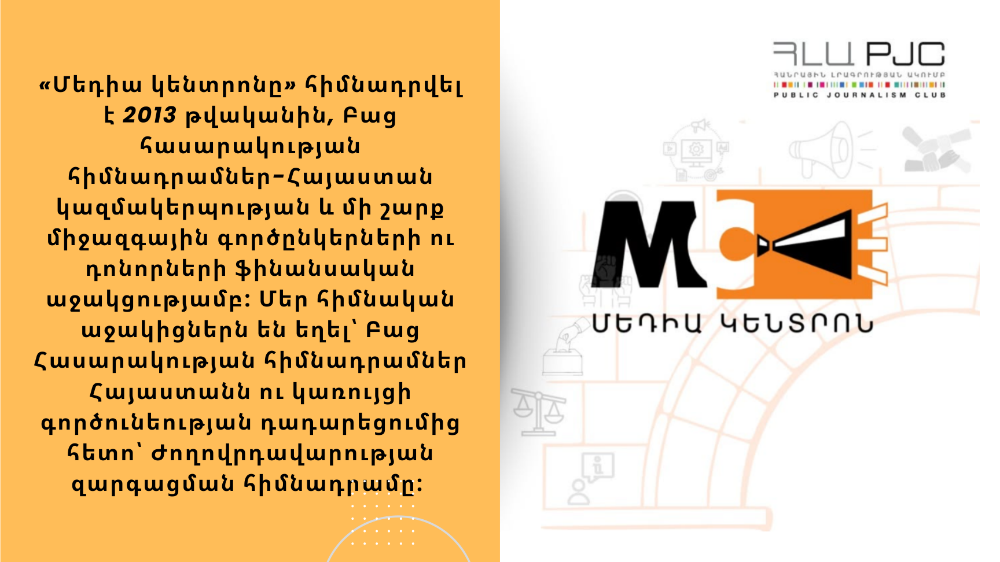 «Մեդիա կենտրոնը» հիմնադրվել
է 2013 թվականին, Բաց
հասարակության
հիմնադրամներ-Հայաստան
կազմակերպության և մի շարք
միջազգային գործընկերների ու
դոնորների ֆինանսական
աջակցությամբ: Մեր հիմնական
աջակիցներն են եղել՝ Բաց
Հասարակության հիմնադրամներ
Հայաստանն ու կառույցի
գործունեության դադարեցումից
հետո՝ Ժողովրդավարության
զարգացման հիմնադրամը:
ՀԼԱ PJC
ՀԱՆՐԱՅԻՆ ԼՐԱԳՐՈՒԹՅԱՆ ԱԿՈՒՄԲ
PUBLIC JOURNALISM CLUB
Ad
MC
ՄԵԴԻԱ ԿԵՆՏՐՈՆ
i